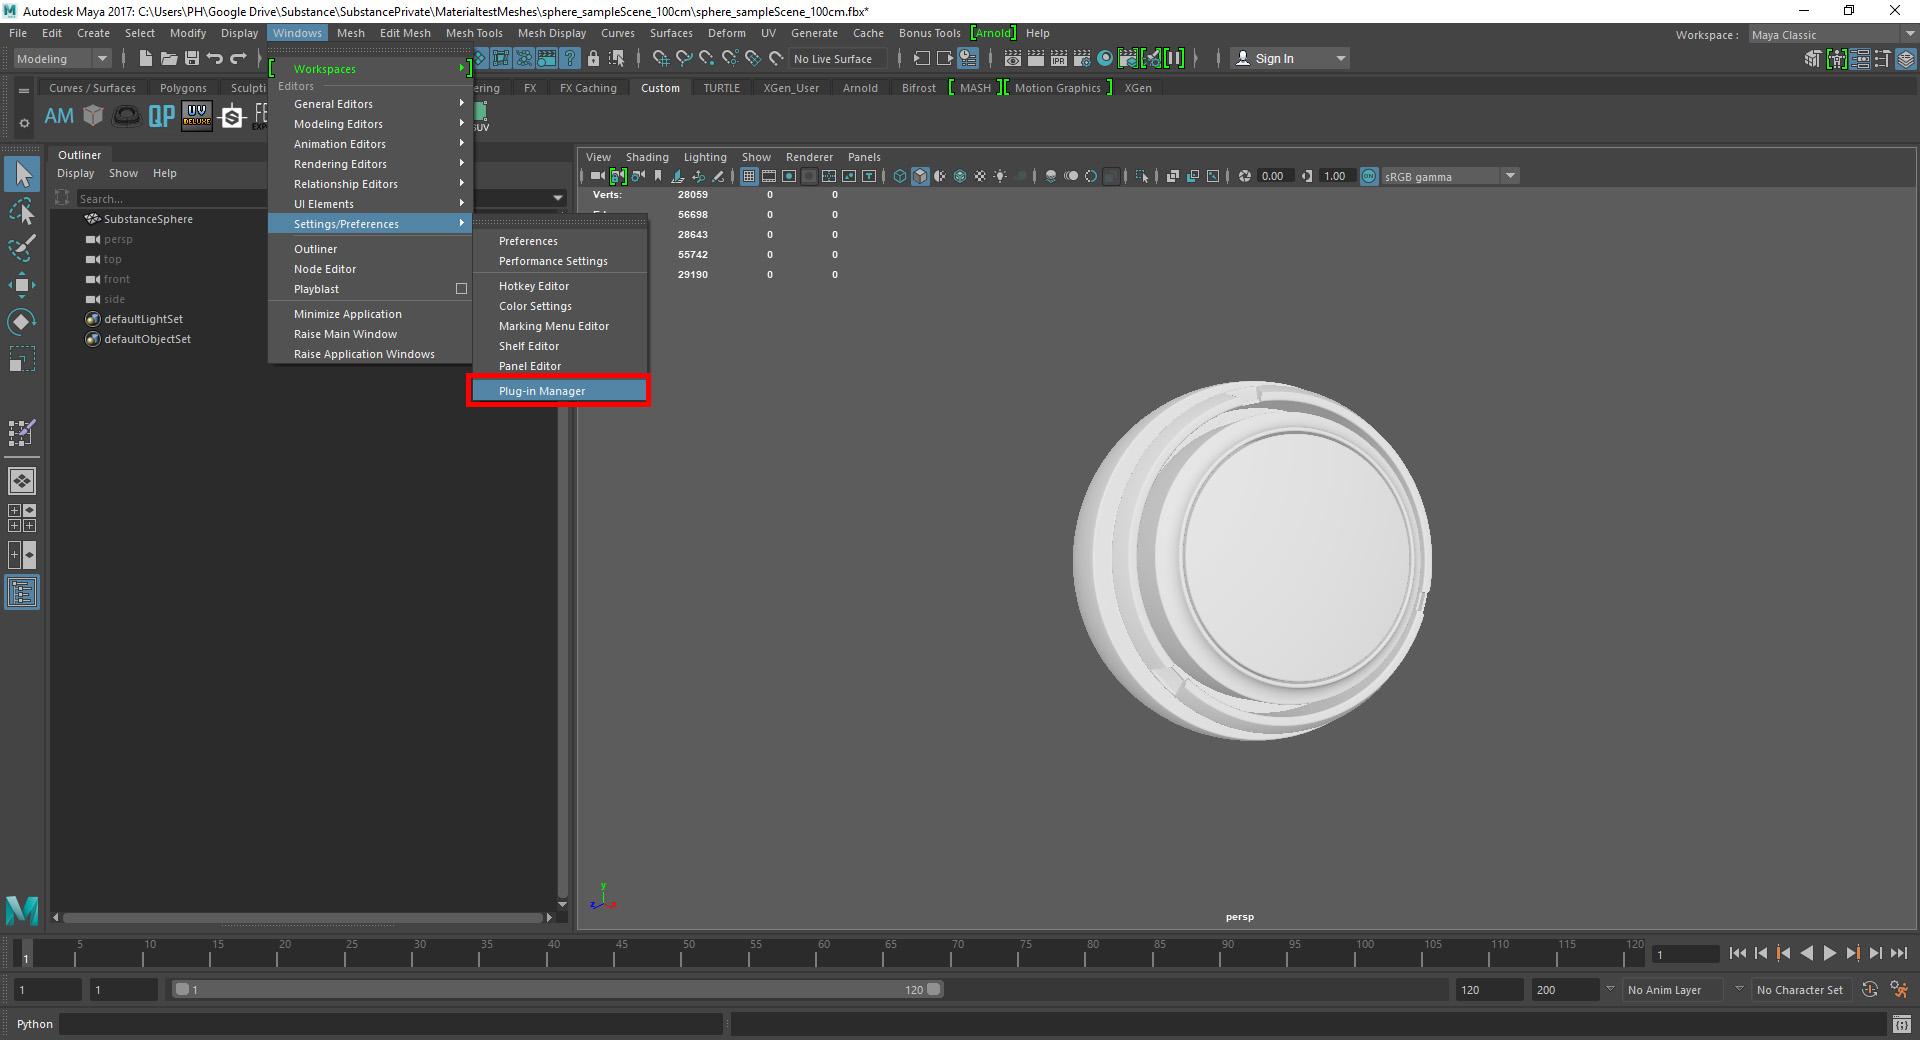 Autodesk Maya 2017: C:\Users\PH\Google Drive\Substance\SubstancePrivate\MaterialtestMeshes\sphere_sampleScene_100cm\sphere_sampleScene_100cm.fbx*
File Edit Create Select Modify Display Windows Mesh Edit Mesh Mesh Tools Mesh Display Curves Surfaces Deform UV Generate Cache Bonus Tools [Arnold] Help
Workspace : Maya Classic
Modeling
No Live Surface
IPR
Sign In
Curves / Surfaces Polygons Sculpti
ering FX FX Caching Custom TURTLE XGen_User Arnold Bifrost [ MASH ][ Motion Graphics ] XGen
AM QP UV DELUXE
UV
Workspaces
Editors
General Editors
Modeling Editors
Animation Editors
Rendering Editors
Relationship Editors
UI Elements
Settings/Preferences
Outliner
Node Editor
Playblast
Minimize Application
Raise Main Window
Raise Application Windows
Preferences
Performance Settings
Hotkey Editor
Color Settings
Marking Menu Editor
Shelf Editor
Panel Editor
Plug-in Manager
Outliner
Display Show Help
Search...
SubstanceSphere
persp
top
front
side
defaultLightSet
defaultObjectSet
View Shading Lighting Show Renderer Panels
0.00 1.00 ON sRGB gamma
Verts: 28059 0 0
56698 0 0
28643 0 0
55742 0 0
29190 0 0
y
z x
persp
1 5 10 15 20 25 30 35 40 45 50 55 60 65 70 75 80 85 90 95 100 105 110 115 120
1
1 1 1 120 120 200 No Anim Layer No Character Set
Python